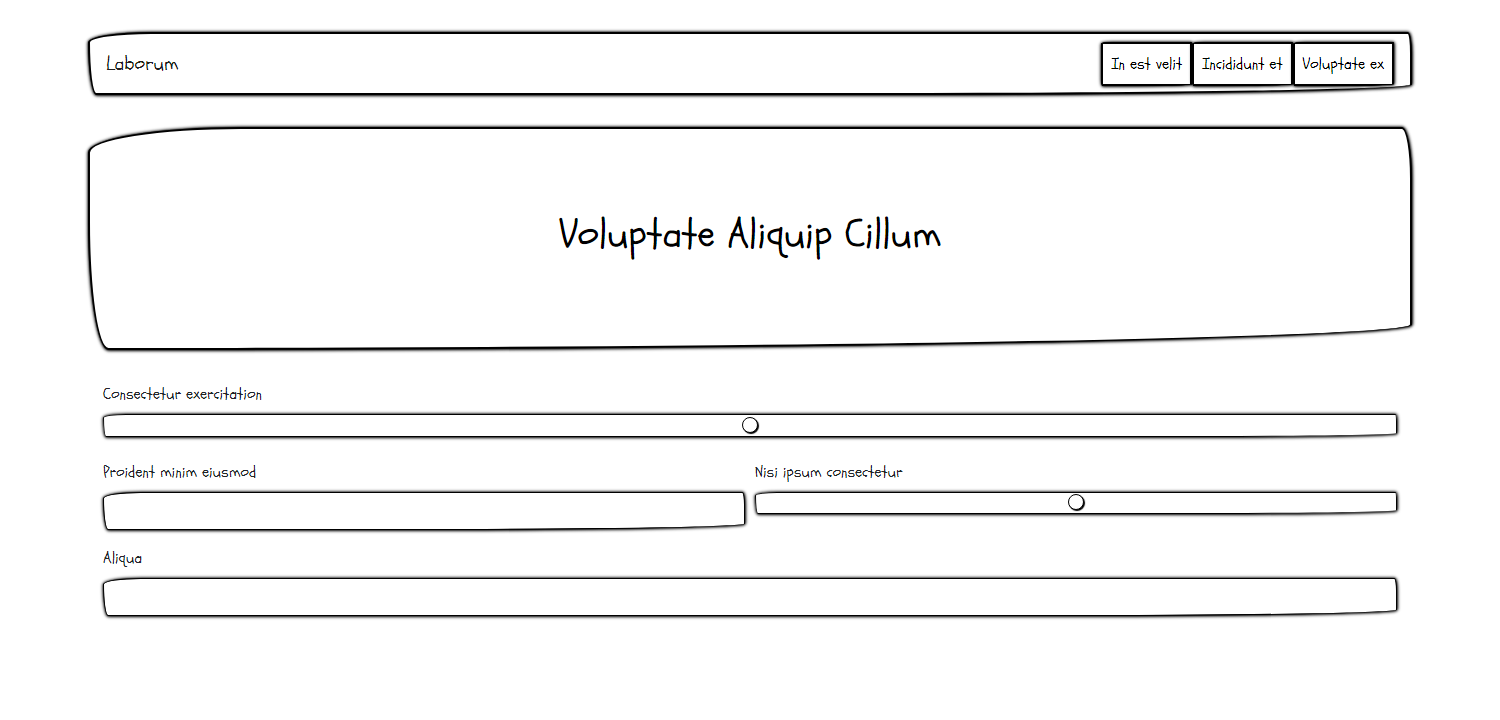 Laborum
In est velit
Incididunt et
Voluptate ex
Voluptate Aliquip Cillum
Consectetur exercitation
Proident minim eiusmod
Nisi ipsum consectetur
Aliqua